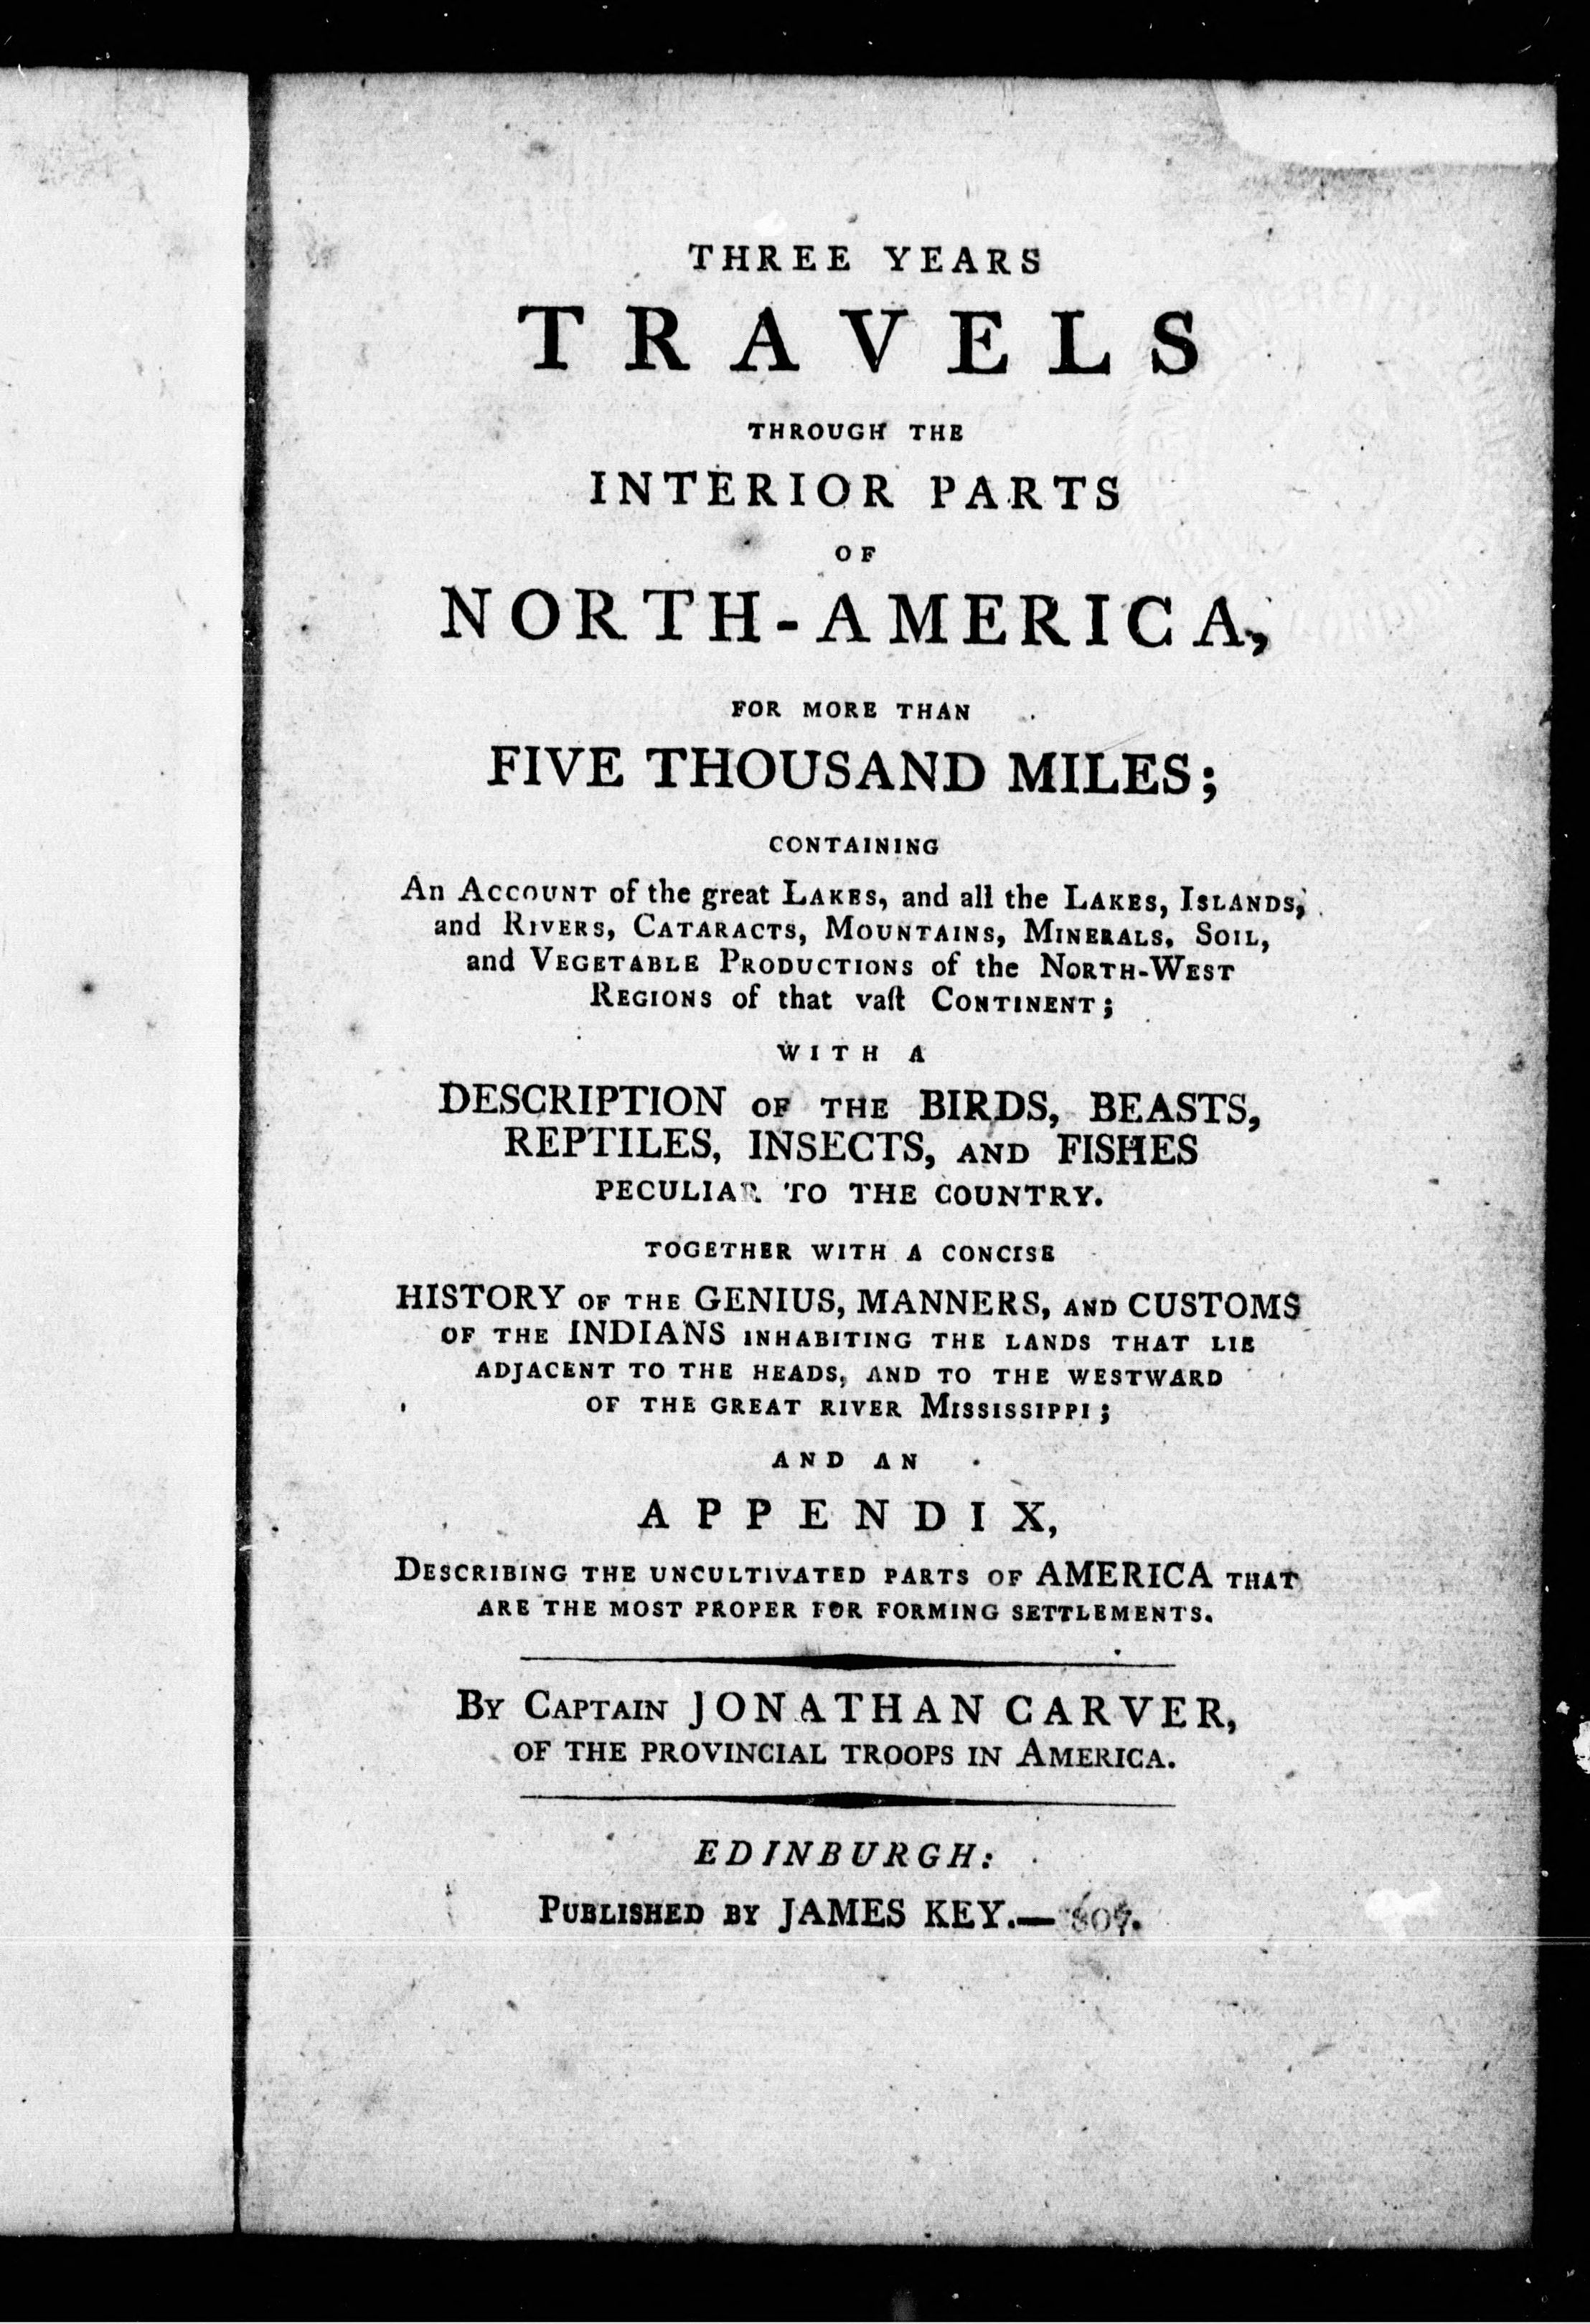 THREE YEARS
TRAVELS
THROUGH THE
INTERIOR PARTS
OF
NORTH-AMERICA,
FOR MORE THAN
FIVE THOUSAND MILES;
CONTAINING
An ACCOUNT of the great LAKES, and all the LAKES, ISLANDS,
and RIVERS, CATARACTS, MOUNTAINS, MINERALS, SOIL,
and VEGETABLE PRODUCTIONS of the NORTH-WEST
REGIONS of that vaſt CONTINENT;
WITH A
DESCRIPTION OF THE BIRDS, BEASTS,
REPTILES, INSECTS, AND FISHES
PECULIAR TO THE COUNTRY.
TOGETHER WITH A CONCISE
HISTORY OF THE GENIUS, MANNERS, AND CUSTOMS
OF THE INDIANS INHABITING THE LANDS THAT LIE
ADJACENT TO THE HEADS, AND TO THE WESTWARD
OF THE GREAT RIVER MISSISSIPPI;
AND AN
APPENDIX,
DESCRIBING THE UNCULTIVATED PARTS OF AMERICA THAT
ARE THE MOST PROPER FOR FORMING SETTLEMENTS.
BY CAPTAIN JONATHAN CARVER,
OF THE PROVINCIAL TROOPS IN AMERICA.
EDINBURGH:
PUBLISHED BY JAMES KEY.—